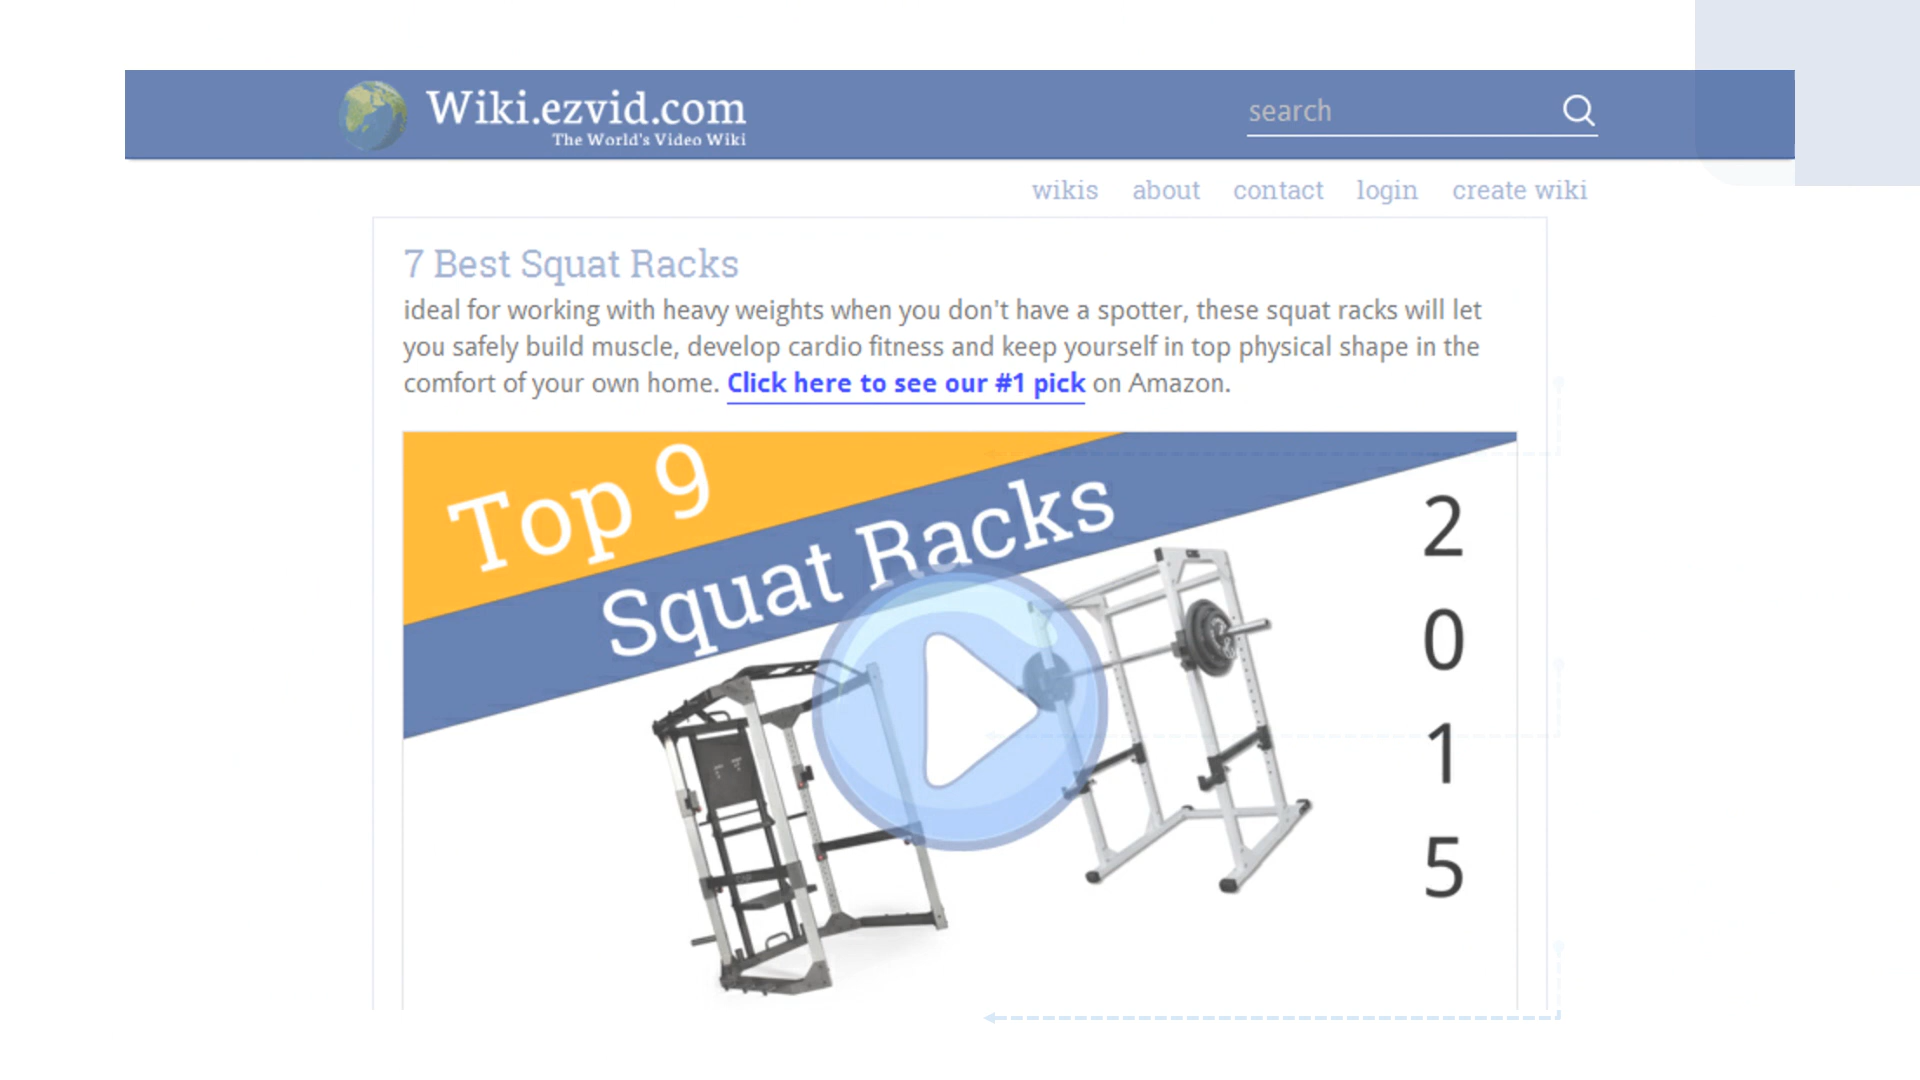 Wiki.ezvid.com
The World's Video Wiki
search
wikis about contact login create wiki
7 Best Squat Racks
ideal for working with heavy weights when you don't have a spotter, these squat racks will let
you safely build muscle, develop cardio fitness and keep yourself in top physical shape in the
comfort of your own home. Click here to see our #1 pick on Amazon.
Top 9
Squat Racks
2
0
1
5